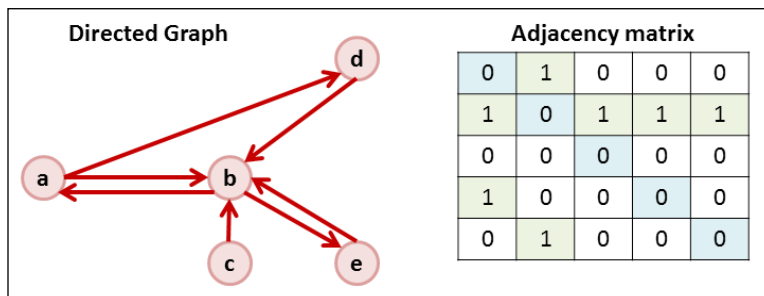 Directed Graph
d
a
b
c
e
Adjacency matrix
0 1 0 0 0
1 0 1 1 1
0 0 0 0 0
1 0 0 0 0
0 1 0 0 0